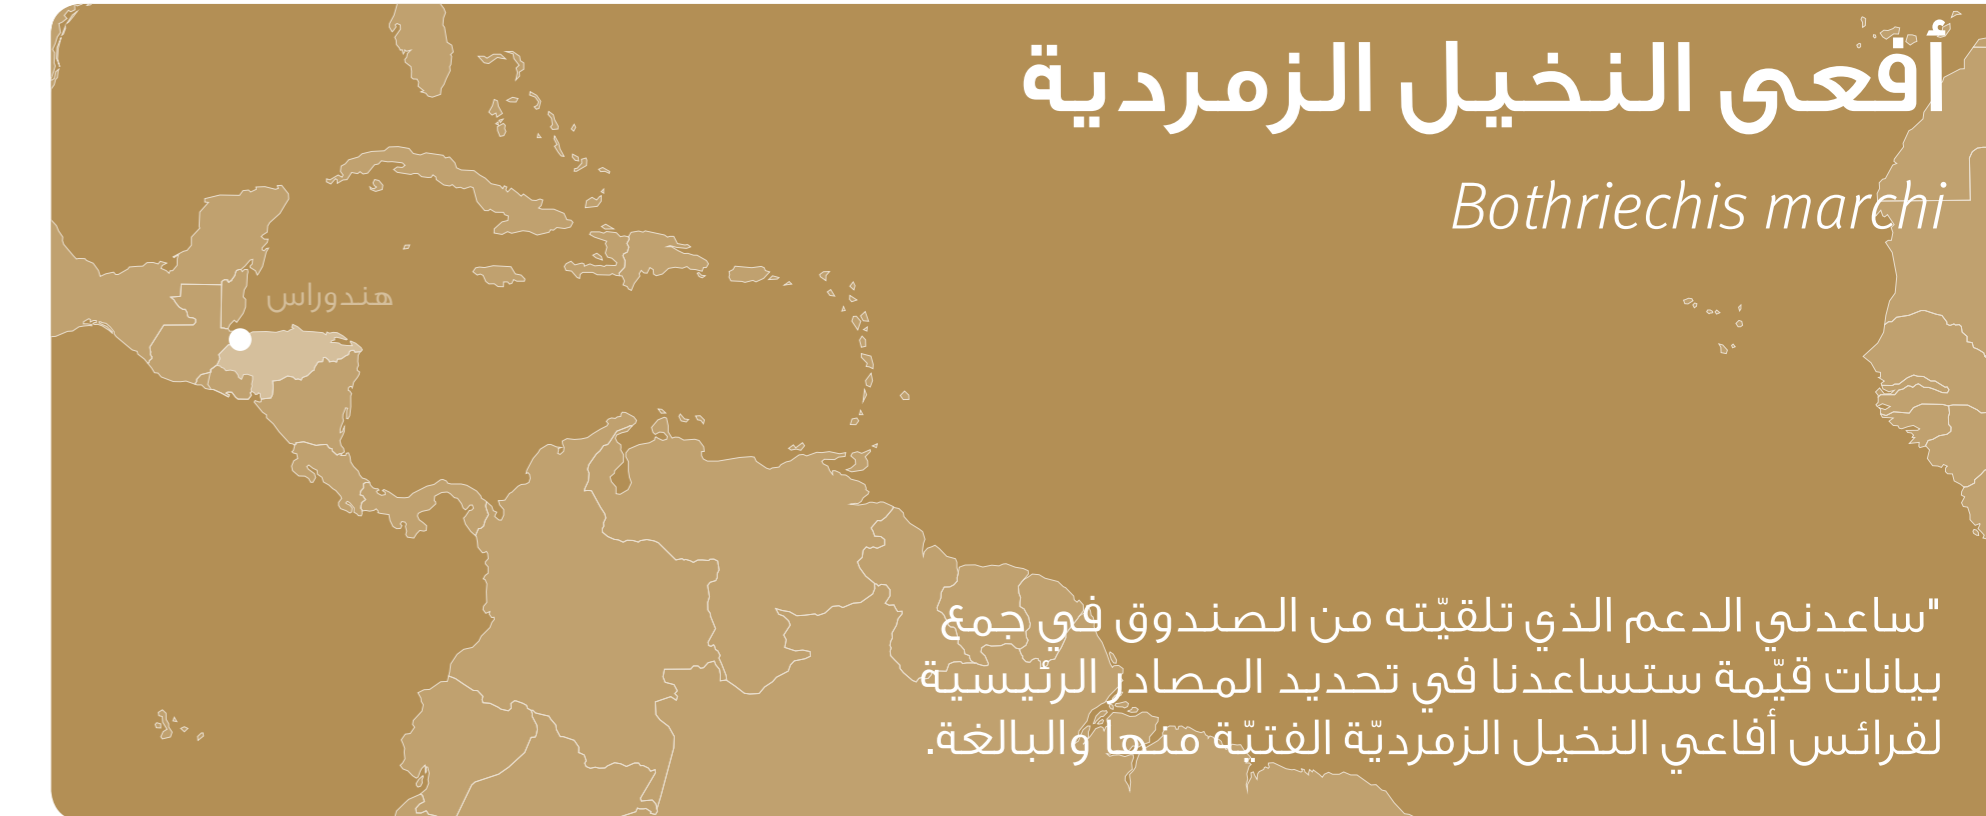 أفعى النخيل الزمردية
Bothriechis marchi
هندوراس
"ساعدني الدعم الذي تلقيّته من الصندوق في جمع
بيانات قيّمة ستساعدنا في تحديد المصادر الرئيسية
لفرائس أفاعي النخيل الزمرديّة الفتيّة منها والبالغة.